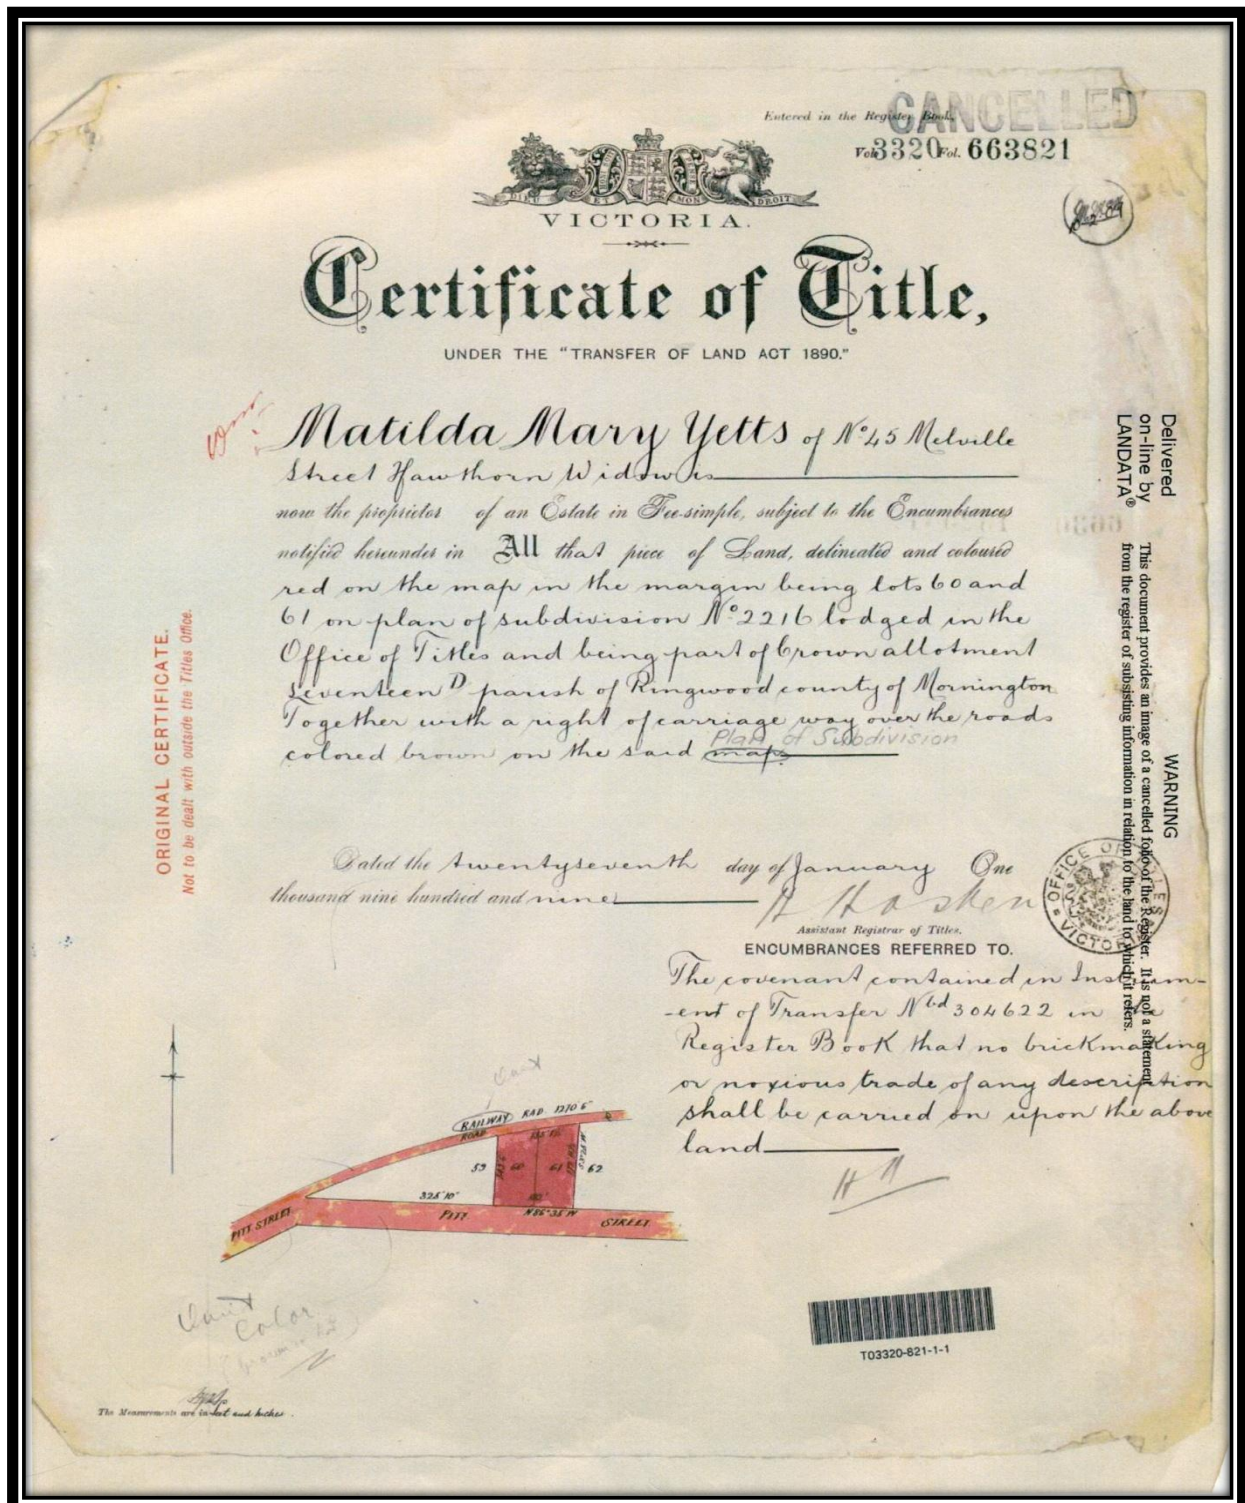 CANCELLED
Entered in the Register Book,
Vol. 3320 Fol. 663821
DIEU ET MON DROIT
VICTORIA.
Certificate of Title,
UNDER THE "TRANSFER OF LAND ACT 1890."
Matilda Mary Yetts of No 45 Melville
Street Hawthorn Widow is
now the proprietor of an Estate in Fee-simple, subject to the Encumbrances
notified hereunder in All that piece of Land, delineated and coloured
red on the map in the margin being lots 60 and
61 on plan of subdivision No 2216 lodged in the
Office of Titles and being part of Crown allotment
seventeen D parish of Ringwood county of Mornington
Together with a right of carriage way over the roads
colored brown on the said map
Plan of Subdivision
Dated the twentyseventh day of January One
thousand nine hundred and nine
Assistant Registrar of Titles.
OFFICE OF TITLES
VICTORIA
ENCUMBRANCES REFERRED TO.
The covenant contained in Instrum-
-ent of Transfer Nbd 304622 in the
Register Book that no brickmaking
or noxious trade of any description
shall be carried on upon the above
land
ORIGINAL CERTIFICATE.
Not to be dealt with outside the Titles Office.
Delivered
on-line by
LANDATA®
WARNING
This document provides an image of a cancelled folio of the Register. It is not a statement
from the register of subsisting information in relation to the land to which it refers.
RAILWAY RAD 1270'6"
ROAD
59 60 61 62
325'10"
PITT STREET
PITT STREET
N86°35'W
Color
T03320-821-1-1
The Measurements are in feet and inches.